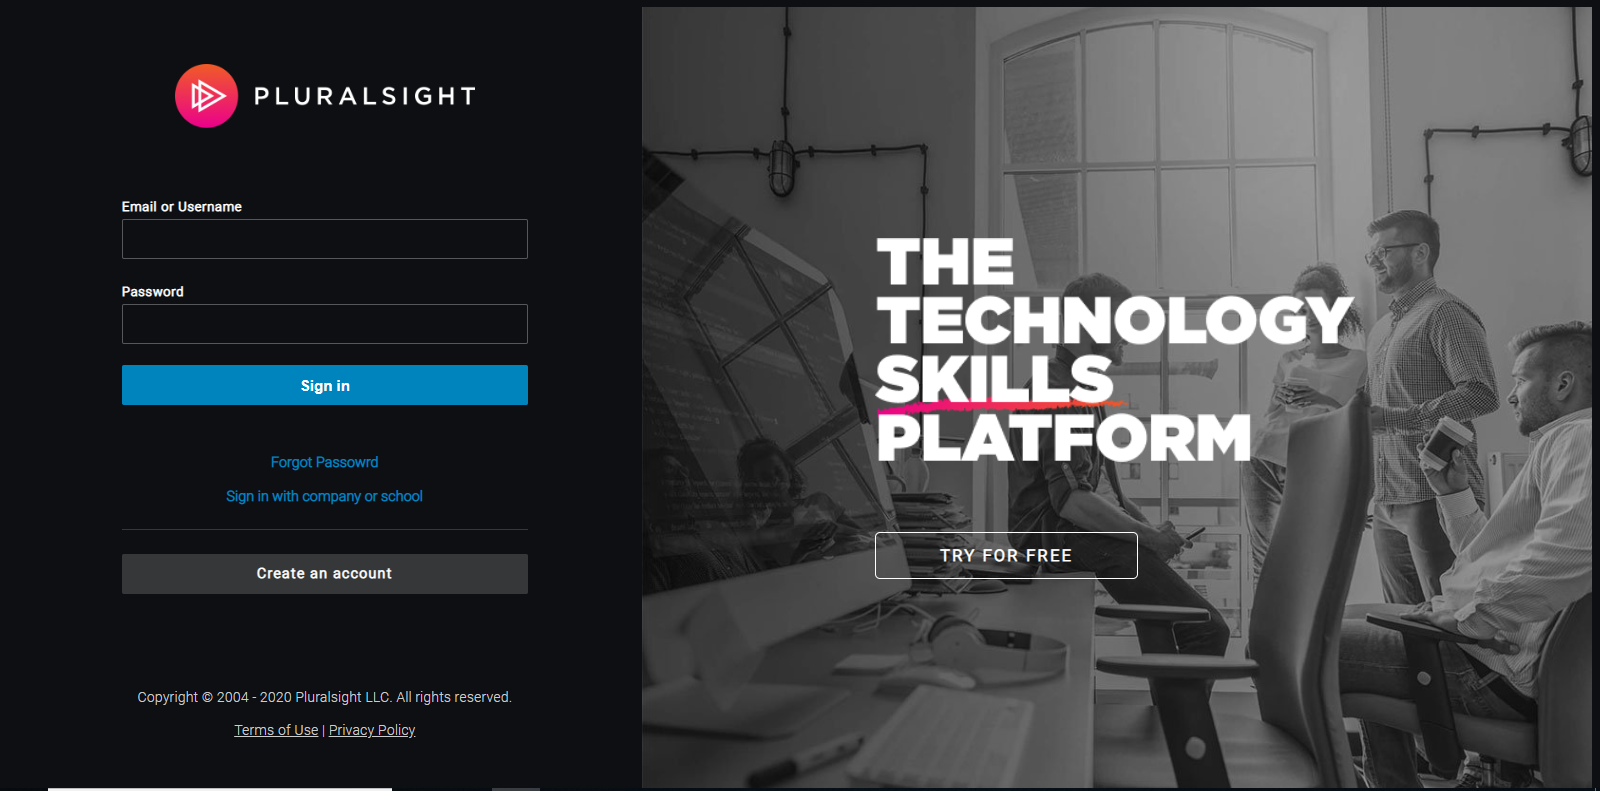 PLURALSIGHT
Email or Username
Password
Sign in
Forgot Passowrd
Sign in with company or school
Create an account
Copyright © 2004 - 2020 Pluralsight LLC. All rights reserved.
Terms of Use | Privacy Policy
THE
TECHNOLOGY
SKILLS
PLATFORM
TRY FOR FREE